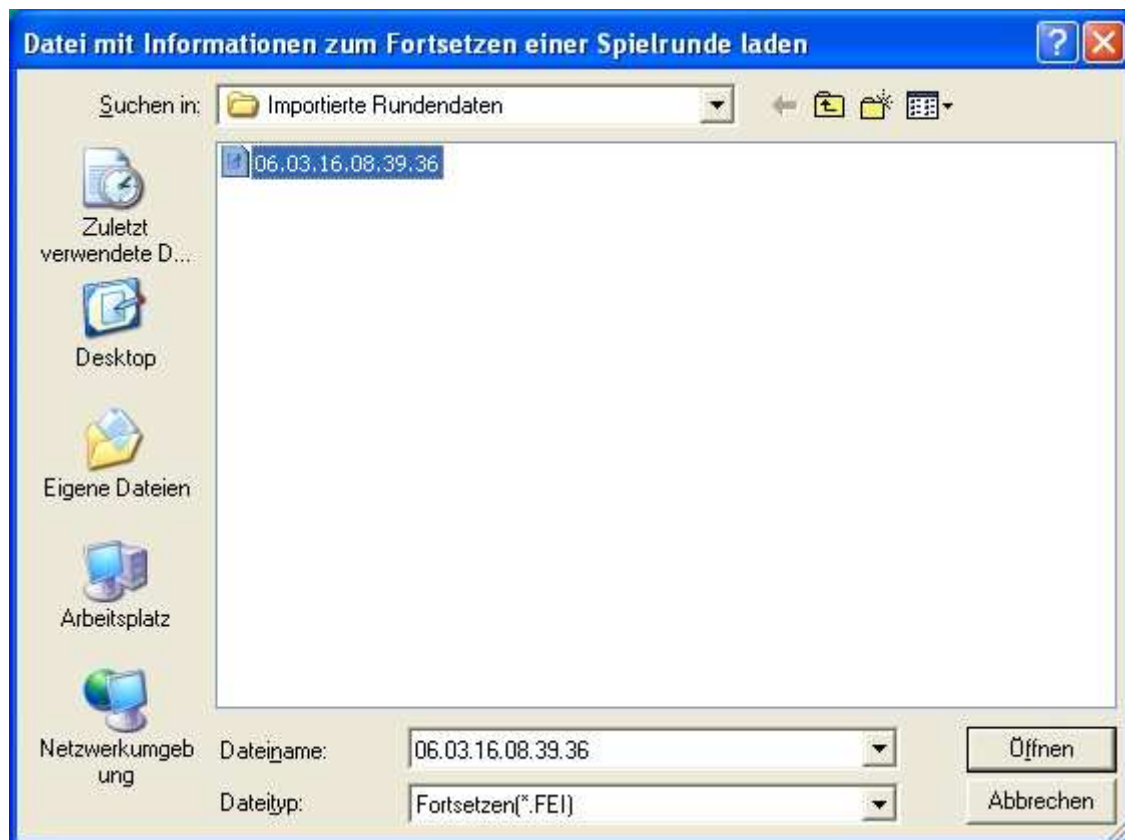 Datei mit Informationen zum Fortsetzen einer Spielrunde laden
Suchen in:
Importierte Rundendaten
06.03.16.08.39.36
Zuletzt
verwendete D...
Desktop
Eigene Dateien
Arbeitsplatz
Netzwerkumgeb
ung
Dateiname:
06.03.16.08.39.36
Öffnen
Dateityp:
Fortsetzen(*.FEI)
Abbrechen